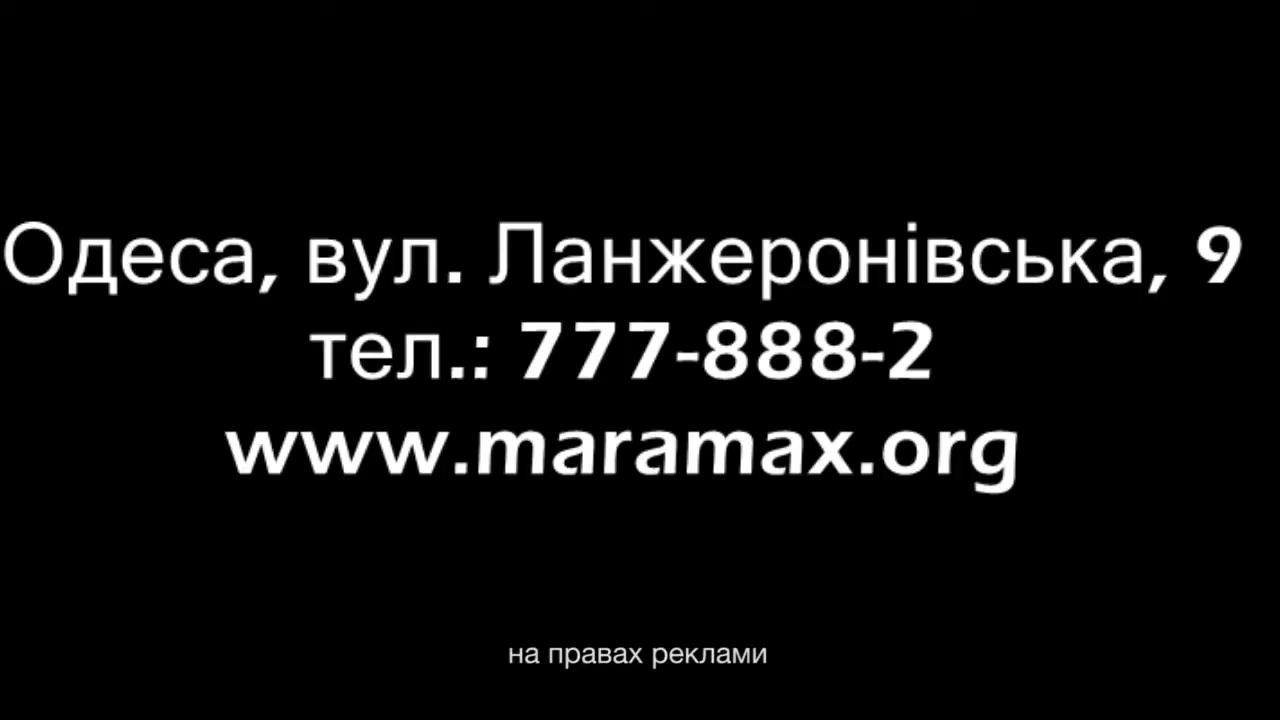 Одеса, вул. Ланжеронівська, 9
тел.: 777-888-2
www.maramax.org
на правах реклами